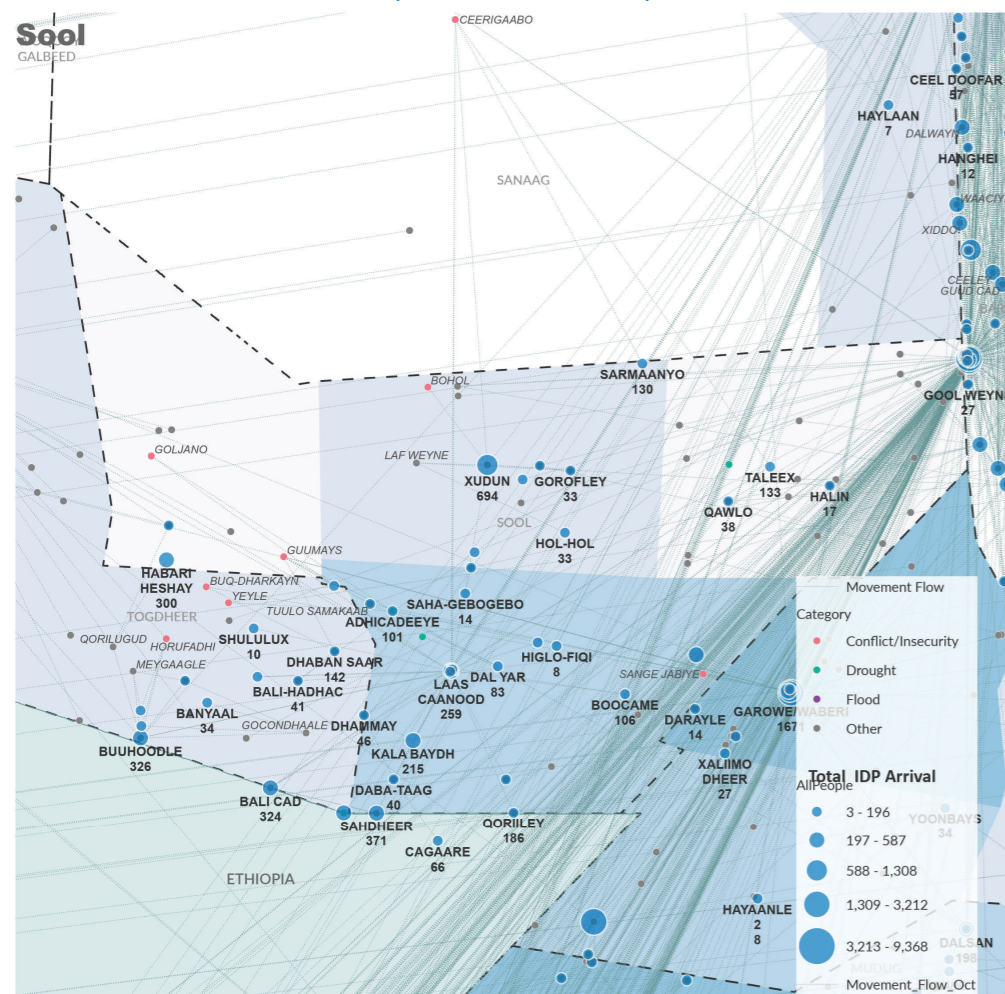 Sool
GALBEED
CEERIGAABO
CEEL DOOFAR
57
HAYLAAN
7
DALWAYN
HANGHEI
12
SANAAG
XIDDO
CEELEY
GUUD CAD
SARMAANYO
130
BOHOL
GOOL WEYN
27
GOLJANO
LAF WEYNE
XUDUN
694
GOROFLEY
33
TALEEX
133
HALIN
17
QAWLO
38
SOOL
HOL-HOL
33
GUUMAYS
HABARI
HESHAY
300
BUQ-DHARKAYN
YEYLE
TUULO SAMAKAAB
SAHA-GEBOGEBO
14
ADHICADEEYE
101
TOGDHEER
QORILUGUD
HORUFADHI
SHULULUX
10
MEYGAAGLE
DHABAN SAAR
142
HIGLO-FIQI
8
SANGE JABIYE
BALI-HADHAC
41
LAAS
CAANOOD
259
DAL YAR
83
BANYAAL
34
GOCONDHAALE
DHAMMAY
46
BOOCAME
106
DARAYLE
14
GAROWE/WABERI
1671
BUUHOODLE
326
KALA BAYDH
215
XALIIMO
DHEER
27
DABA-TAAG
40
BALI CAD
324
SAHDHEER
371
QORIILEY
186
CAGAARE
66
YOONBAYS
34
ETHIOPIA
HAYAANLE
2
8
DALSAN
198
MUDUG
Movement Flow
Category
Conflict/Insecurity
Drought
Flood
Other
Total_IDP Arrival
AllPeople
3 - 196
197 - 587
588 - 1,308
1,309 - 3,212
3,213 - 9,368
Movement_Flow_Oct